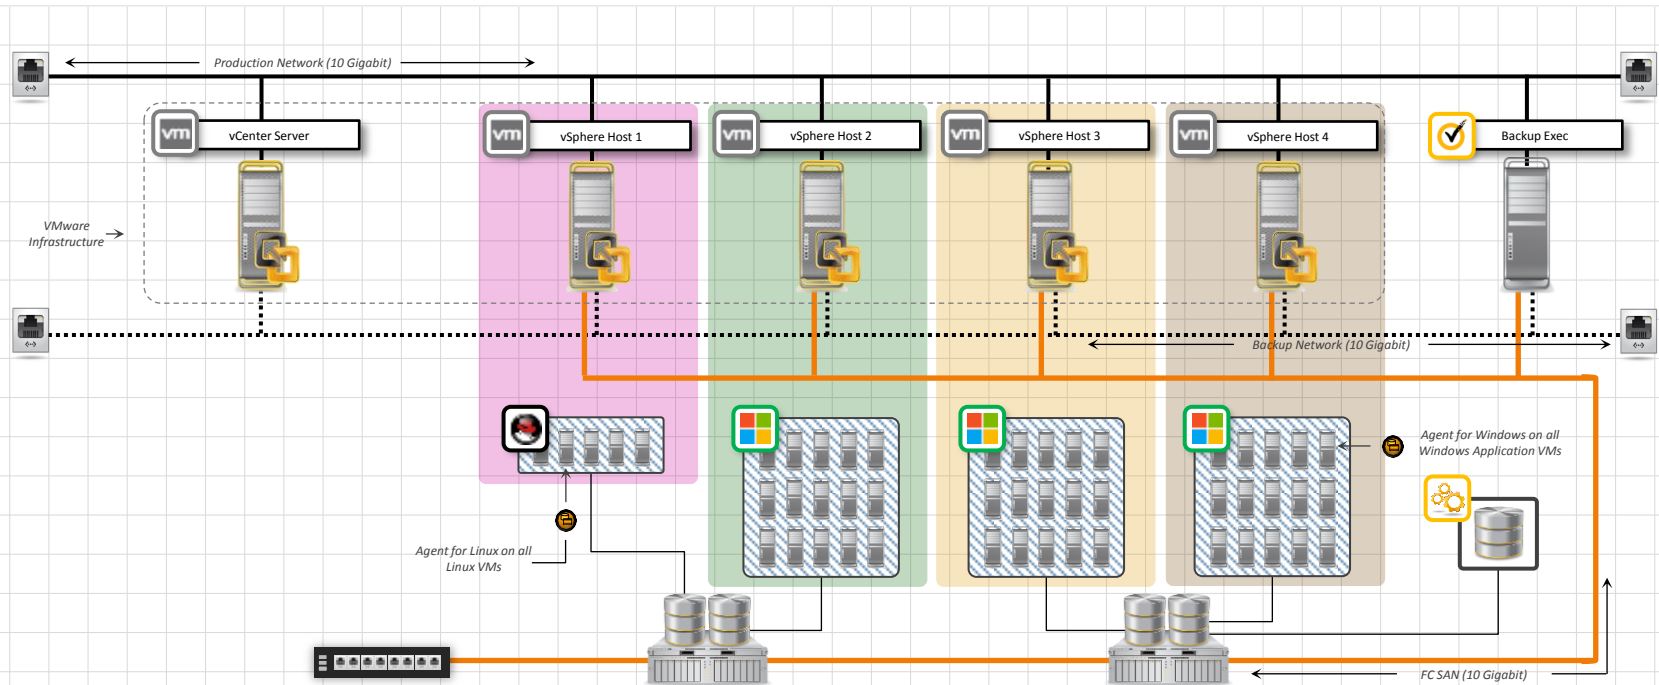 Production Network (10 Gigabit)
vm
vCenter Server
vm
vSphere Host 1
vm
vSphere Host 2
vm
vSphere Host 3
vm
vSphere Host 4
Backup Exec
VMware
Infrastructure
Backup Network (10 Gigabit)
Agent for Windows on all
Windows Application VMs
Agent for Linux on all
Linux VMs
FC SAN (10 Gigabit)